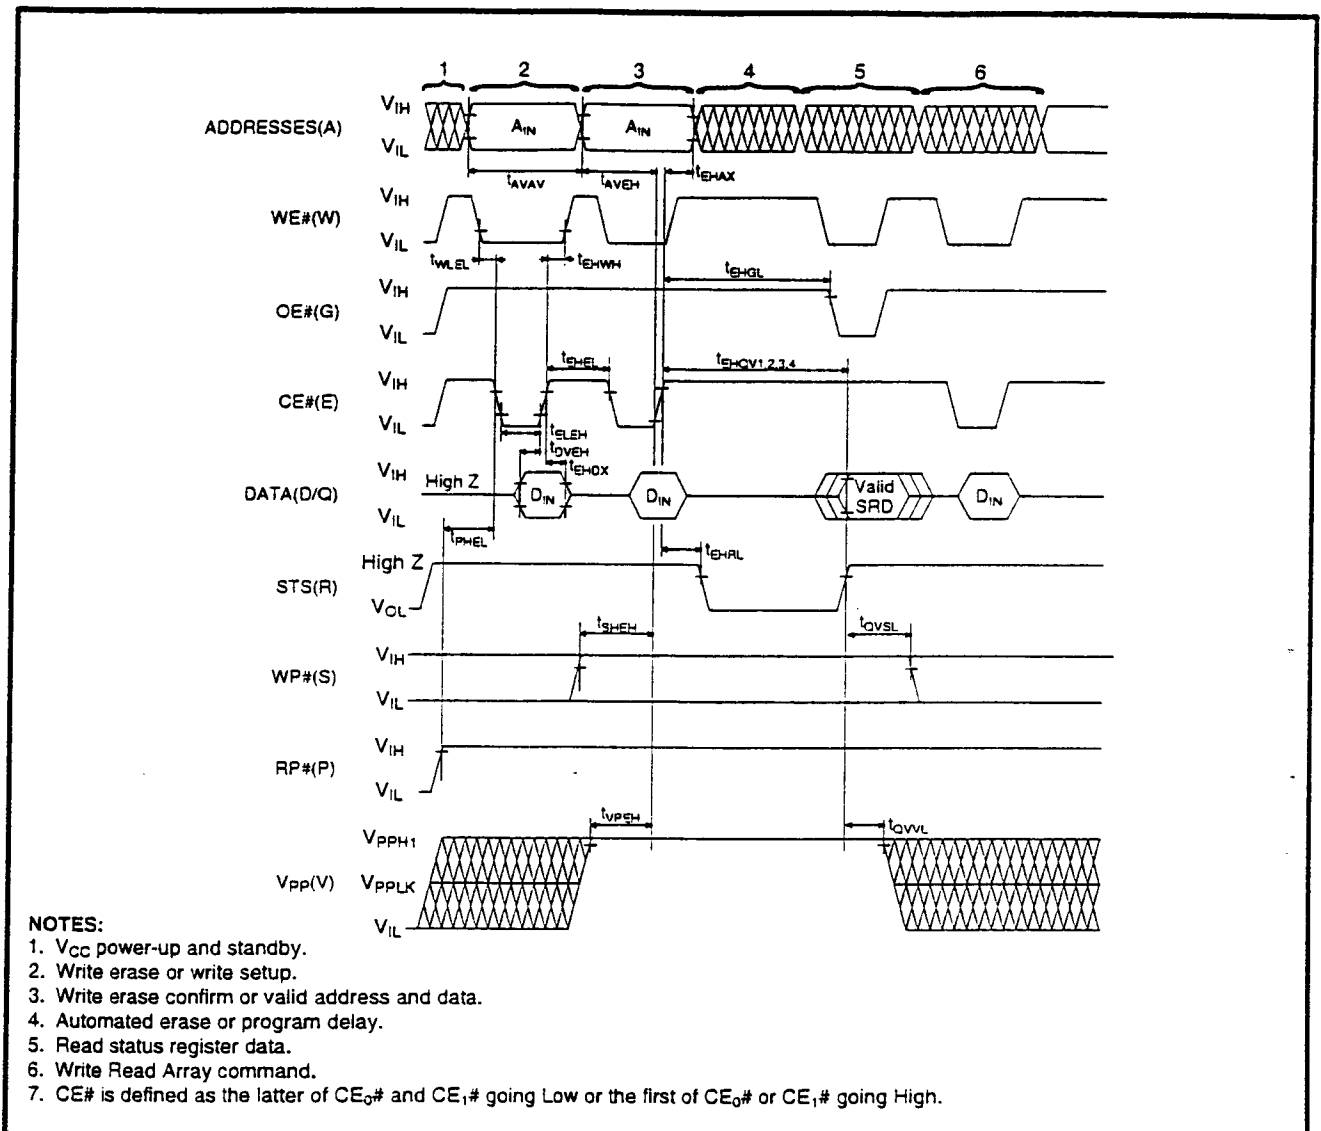 1 2 3 4 5 6
ADDRESSES(A) VIH AIN AIN
VIL
tAVAV tAVEH tEHAX
WE#(W) VIH
VIL
tWLEL tEHWH
tEHGL
OE#(G) VIH
VIL
tEHEL tEHQV1,2,3,4
CE#(E) VIH
VIL
tELEH
tDVEH
tEHDX
DATA(D/Q) VIH High Z DIN DIN Valid SRD DIN
VIL
tPHEL
tEHRL
STS(R) High Z
VOL
tSHEH tQVSL
WP#(S) VIH
VIL
RP#(P) VIH
VIL
tVPEH tQVVL
VPP(V) VPPH1
VPPLK
VIL
NOTES:
1. VCC power-up and standby.
2. Write erase or write setup.
3. Write erase confirm or valid address and data.
4. Automated erase or program delay.
5. Read status register data.
6. Write Read Array command.
7. CE# is defined as the latter of CE0# and CE1# going Low or the first of CE0# or CE1# going High.